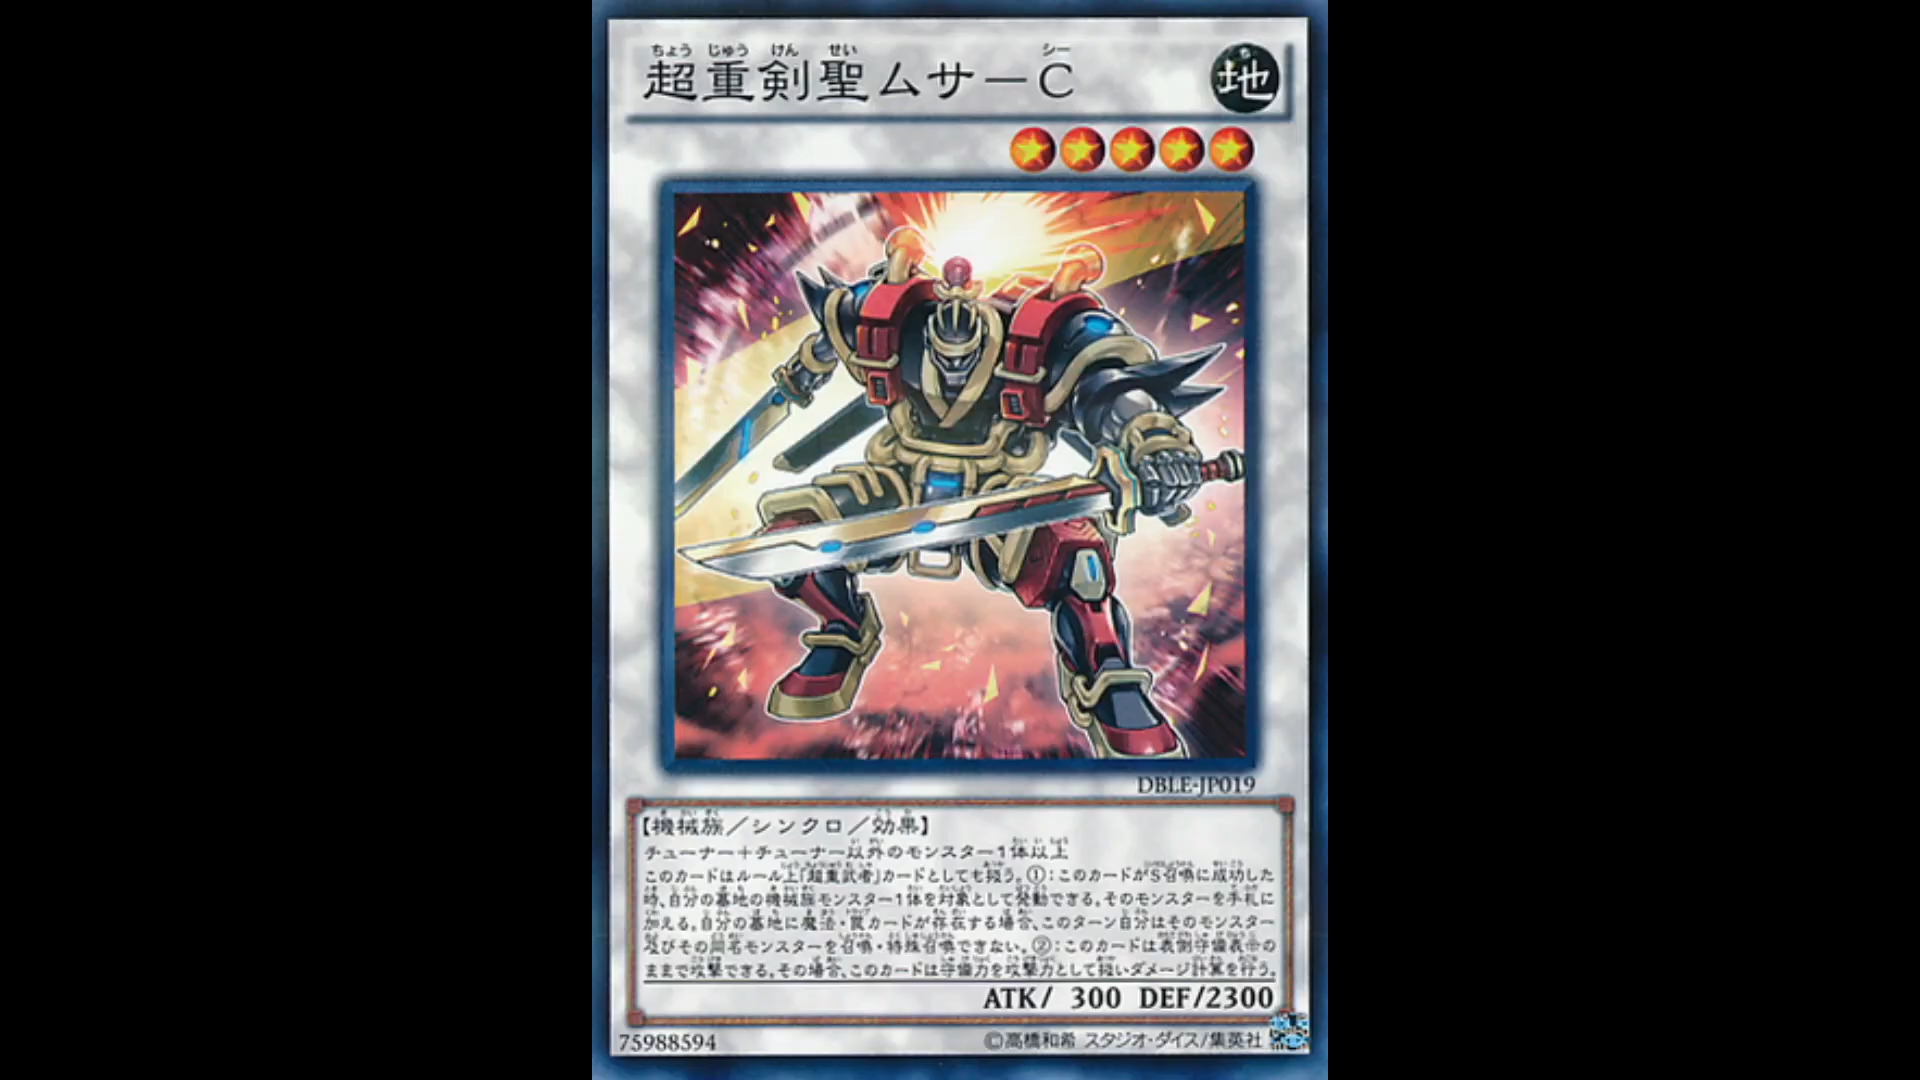 ちょう じゅう けん せい シー
超重剣聖ムサ-C
ち
地
DBLE-JP019
【機械族／シンクロ／効果】
チューナー＋チューナー以外のモンスター1体以上
このカードはルール上「超重武者」カードとしても扱う。①：このカードがS召喚に成功した
時、自分の墓地の機械族モンスター1体を対象として発動できる。そのモンスターを手札に
加える。自分の墓地に魔法・罠カードが存在する場合、このターン自分はそのモンスター
及びその同名モンスターを召喚・特殊召喚できない。②：このカードは表側守備表示の
ままで攻撃できる。その場合、このカードは守備力を攻撃力として扱いダメージ計算を行う。
ATK/ 300 DEF/2300
75988594
©高橋和希 スタジオ・ダイス/集英社